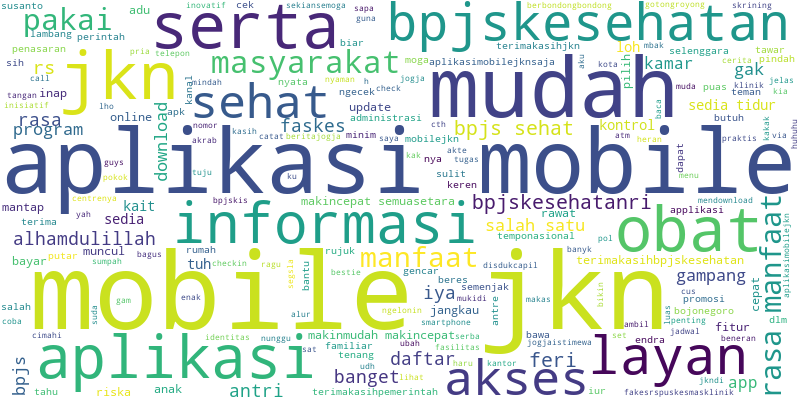 susanto lambang adu inovatif cek sekiansemoga sapa guna berbondongbondong gotongroyong skrining
pakai perintah serta biar bpjskesehatan
terimakasihjkn loh mbak selenggara cerita tawar pindah
penasaran pria telepon masyarakat moga aplikasimobilejknsaja aku pilih kamar puas klinik jelas
sih rs call jkn nyata nyaman h jogja mudah kota gak muda teman kia
tangan inap kanal mindah sehat ngecek check sedia tidur
inisiatif lho apk update cth bpjs sehat kontrol baca butuh
rasa online download nomor faskes administrasi atm heran praktis via
program akrab kasih catat minim saya mobilejkn dapat kakak huhuhu
aplikasi mobile
guys beritajogja kak nya akte tugas
pokok tuju ku sulit keren menu mendownload
mantap centrenya kait bpjskis makincepat semuasetara bpjskesehatanri applikasi
terima yah sedia informasi rawat salah satu obat manfaat
alhamdulillah temponasional pol
bayar muncul bagus rumah manfaat rujuk banyk disdukcapil terimakasihbpjskesehatan
putar sumpah tuh checkin ragu segila bantu bestie gencar beres semenjak gampang
salah gam enak iya mukidi antre makas bikin cus promosi cepat rasa
coba suda mobile jkn alur ngelonin jangkau bojonegoro luas dlm aplikasimobilejkn
cimahi identitas nunggu makinmudah makincepat smartphone serba bawa set ambil penting fitur
aplikasi sat familiar ubah fasilitas jogjaistimewa layan endra jadwal beneran
bpjs antri udh tenang haru daftar kantor feri jkndi app
tahu riska anak banget lihat akses iur
terimakasihpemerintah fakesrspuskesmasklinik